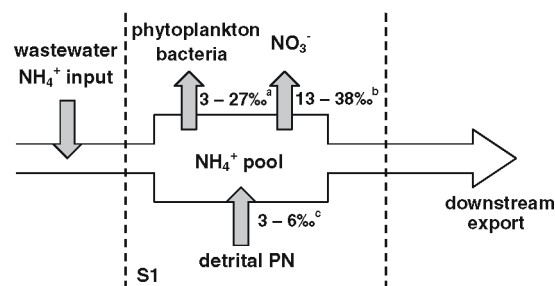 wastewater
NH₄⁺ input
phytoplankton
bacteria
NO₃⁻
3 – 27‰ᵃ
13 – 38‰ᵇ
NH₄⁺ pool
3 – 6‰ᶜ
detrital PN
downstream
export
S1